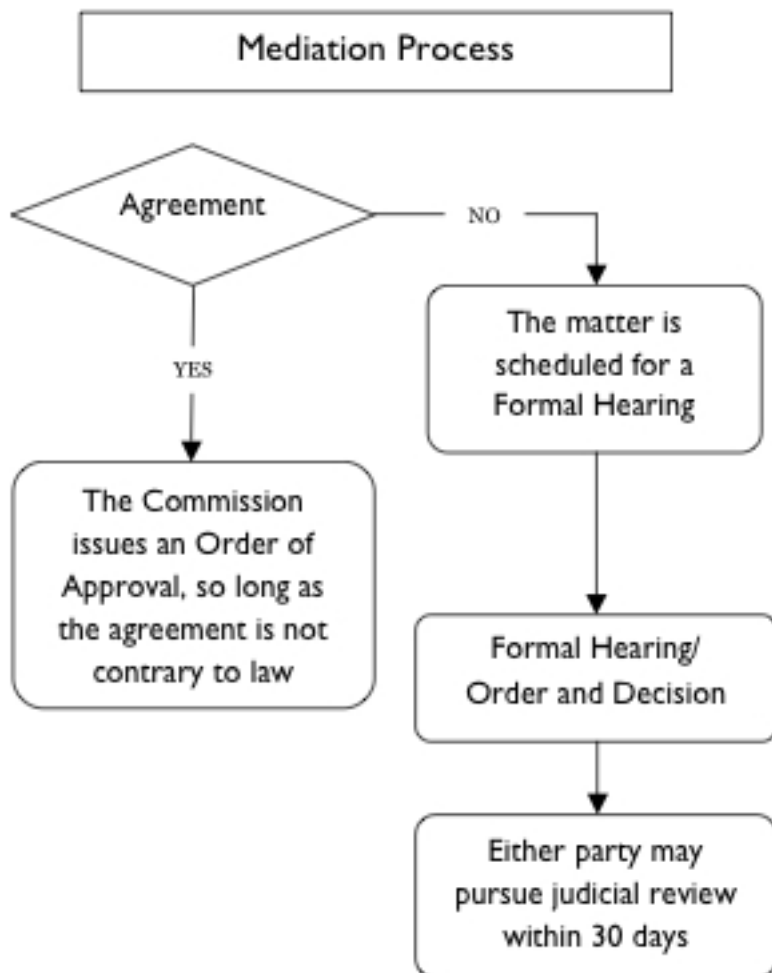 Mediation Process
Agreement
NO
YES
The matter is
scheduled for a
Formal Hearing
The Commission
issues an Order of
Approval, so long as
the agreement is not
contrary to law
Formal Hearing/
Order and Decision
Either party may
pursue judicial review
within 30 days